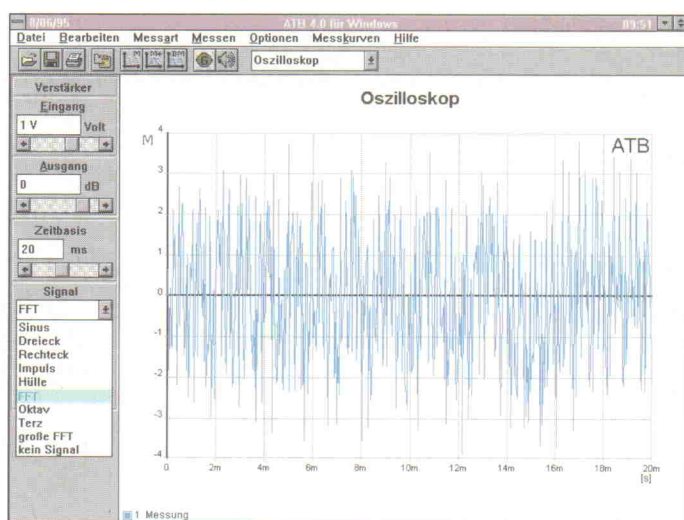 8/06/95 ATB 4.0 für Windows 09:51
Datei Bearbeiten Messart Messen Optionen Messkurven Hilfe
Oszilloskop
Verstärker
Eingang
1 V Volt
Ausgang
0 dB
Zeitbasis
20 ms
Signal
FFT
Sinus
Dreieck
Rechteck
Impuls
Hülle
FFT
Oktav
Terz
große FFT
kein Signal
Oszilloskop
M
ATB
4
3
2
1
0
-1
-2
-3
-4
0 2m 4m 6m 8m 10m 12m 14m 16m 18m 20m
[s]
1 Messung